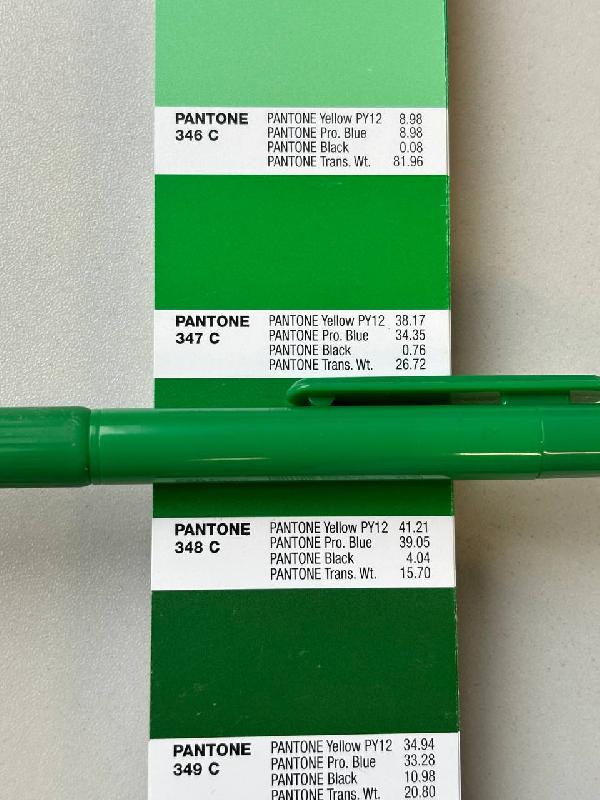 PANTONE PANTONE Yellow PY12 8.98
346 C PANTONE Pro. Blue 8.98
PANTONE Black 0.08
PANTONE Trans. Wt. 81.96
PANTONE PANTONE Yellow PY12 38.17
347 C PANTONE Pro. Blue 34.35
PANTONE Black 0.76
PANTONE Trans. Wt. 26.72
PANTONE PANTONE Yellow PY12 41.21
348 C PANTONE Pro. Blue 39.05
PANTONE Black 4.04
PANTONE Trans. Wt. 15.70
PANTONE PANTONE Yellow PY12 34.94
349 C PANTONE Pro. Blue 33.28
PANTONE Black 10.98
PANTONE Trans. Wt. 20.80